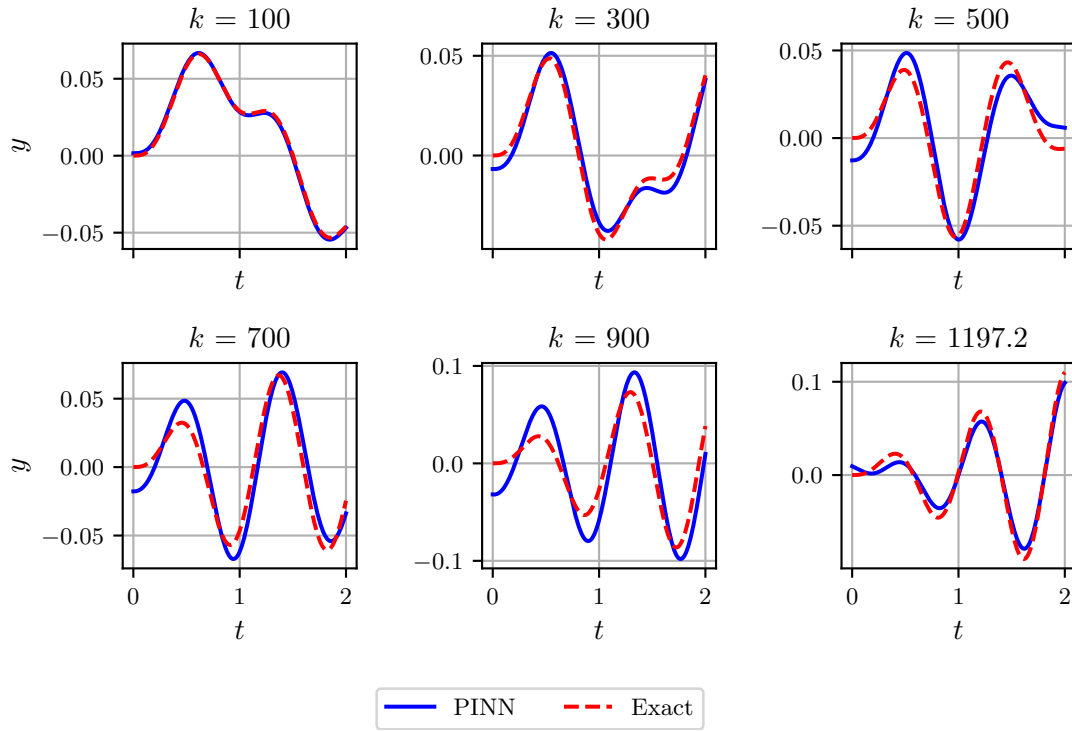 k = 100
k = 300
k = 500
0.05
0.00
−0.05
y
t
0.05
0.00
t
0.05
0.00
−0.05
t
k = 700
k = 900
k = 1197.2
0.05
0.00
−0.05
y
0 1 2
t
0.1
0.0
−0.1
0 1 2
t
0.1
0.0
0 1 2
t
PINN Exact